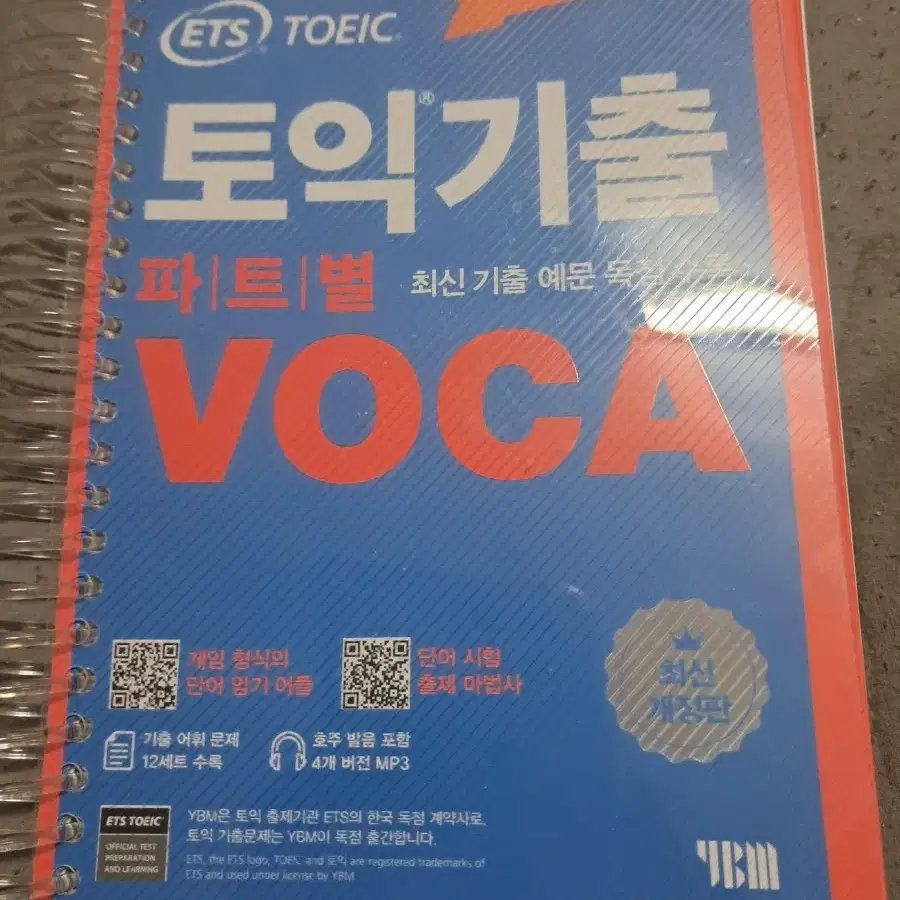 ETS® TOEIC®
토익®기출
파|트|별
최신 기출 예문 독점
VOCA
게임 형식의
단어 암기 어플
단어 시험
출제 마법사
최신
개정판
기출 어휘 문제
12세트 수록
호주 발음 포함
4개 버전 MP3
ETS TOEIC
OFFICIAL TEST
PREPARATION
AND LEARNING
YBM은 토익 출제기관 ETS의 한국 독점 계약사로,
토익 기출문제는 YBM이 독점 출간합니다.
ETS, the ETS logo, TOEIC and 토익 are registered trademarks of
ETS and used under license by YBM
YBM